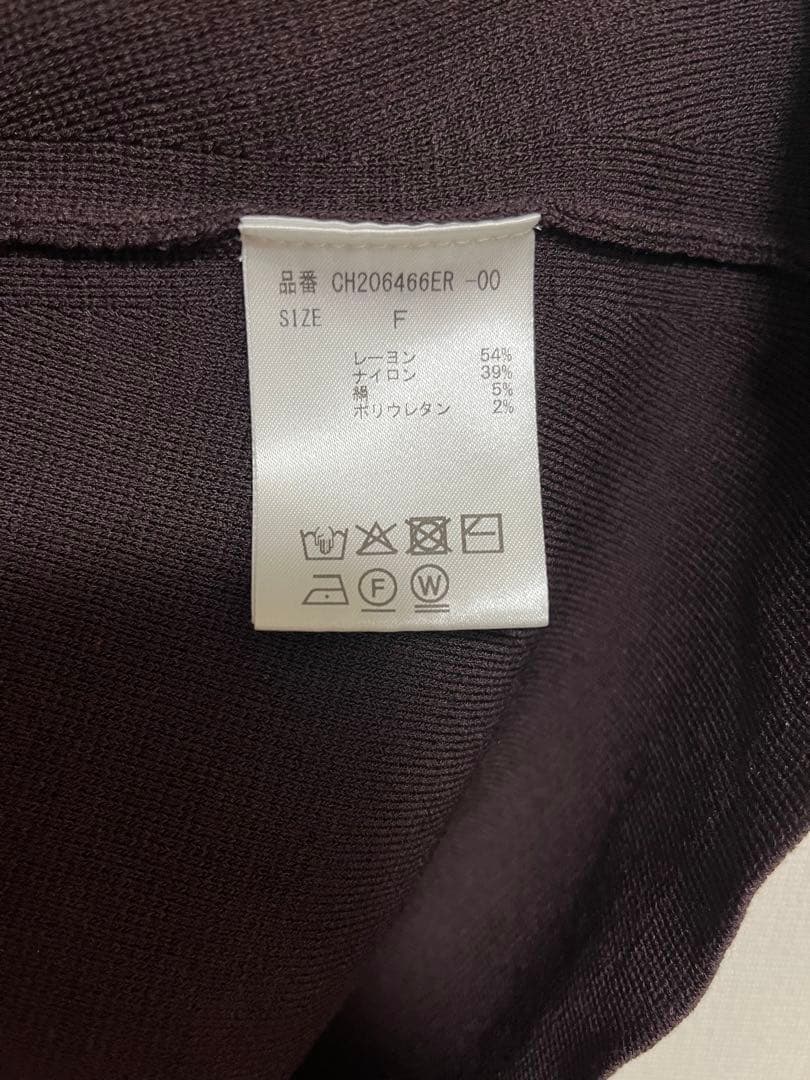 品番 CH206466ER -00
SIZE F
レーヨン 54%
ナイロン 39%
絹 5%
ポリウレタン 2%
F W